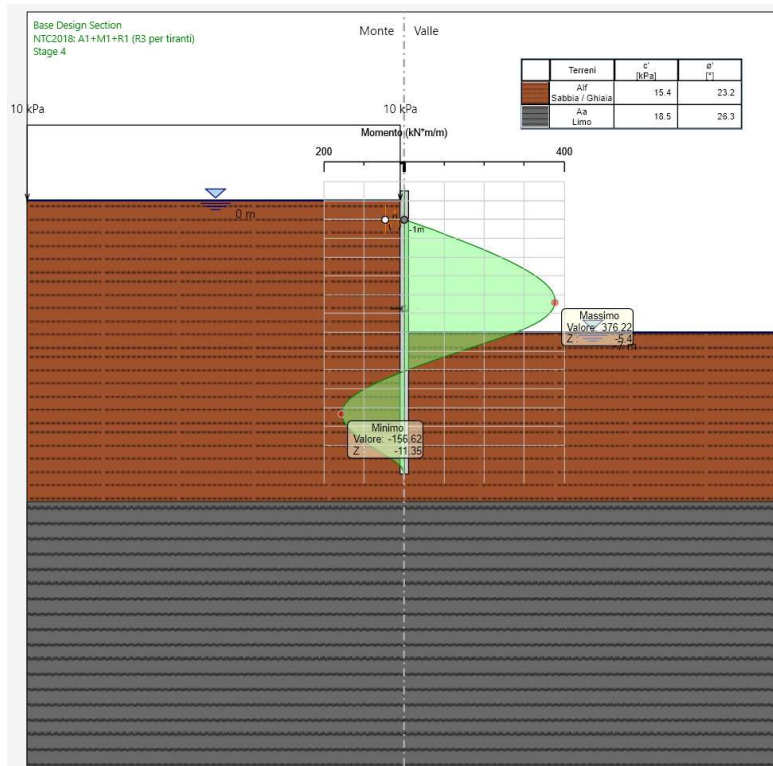 Base Design Section
NTC2018: A1+M1+R1 (R3 per tiranti)
Stage 4
Monte
Valle
Terreni
c'
[kPa]
ø'
[°]
Alf
Sabbia / Ghiaia
15.4
23.2
Aa
Limo
18.5
26.3
10 kPa
10 kPa
Momento (kN*m/m)
200
400
0 m
-1m
Massimo
Valore: 376.22
Z : -5.4
-7 m
Minimo
Valore: -156.62
Z : -11.35